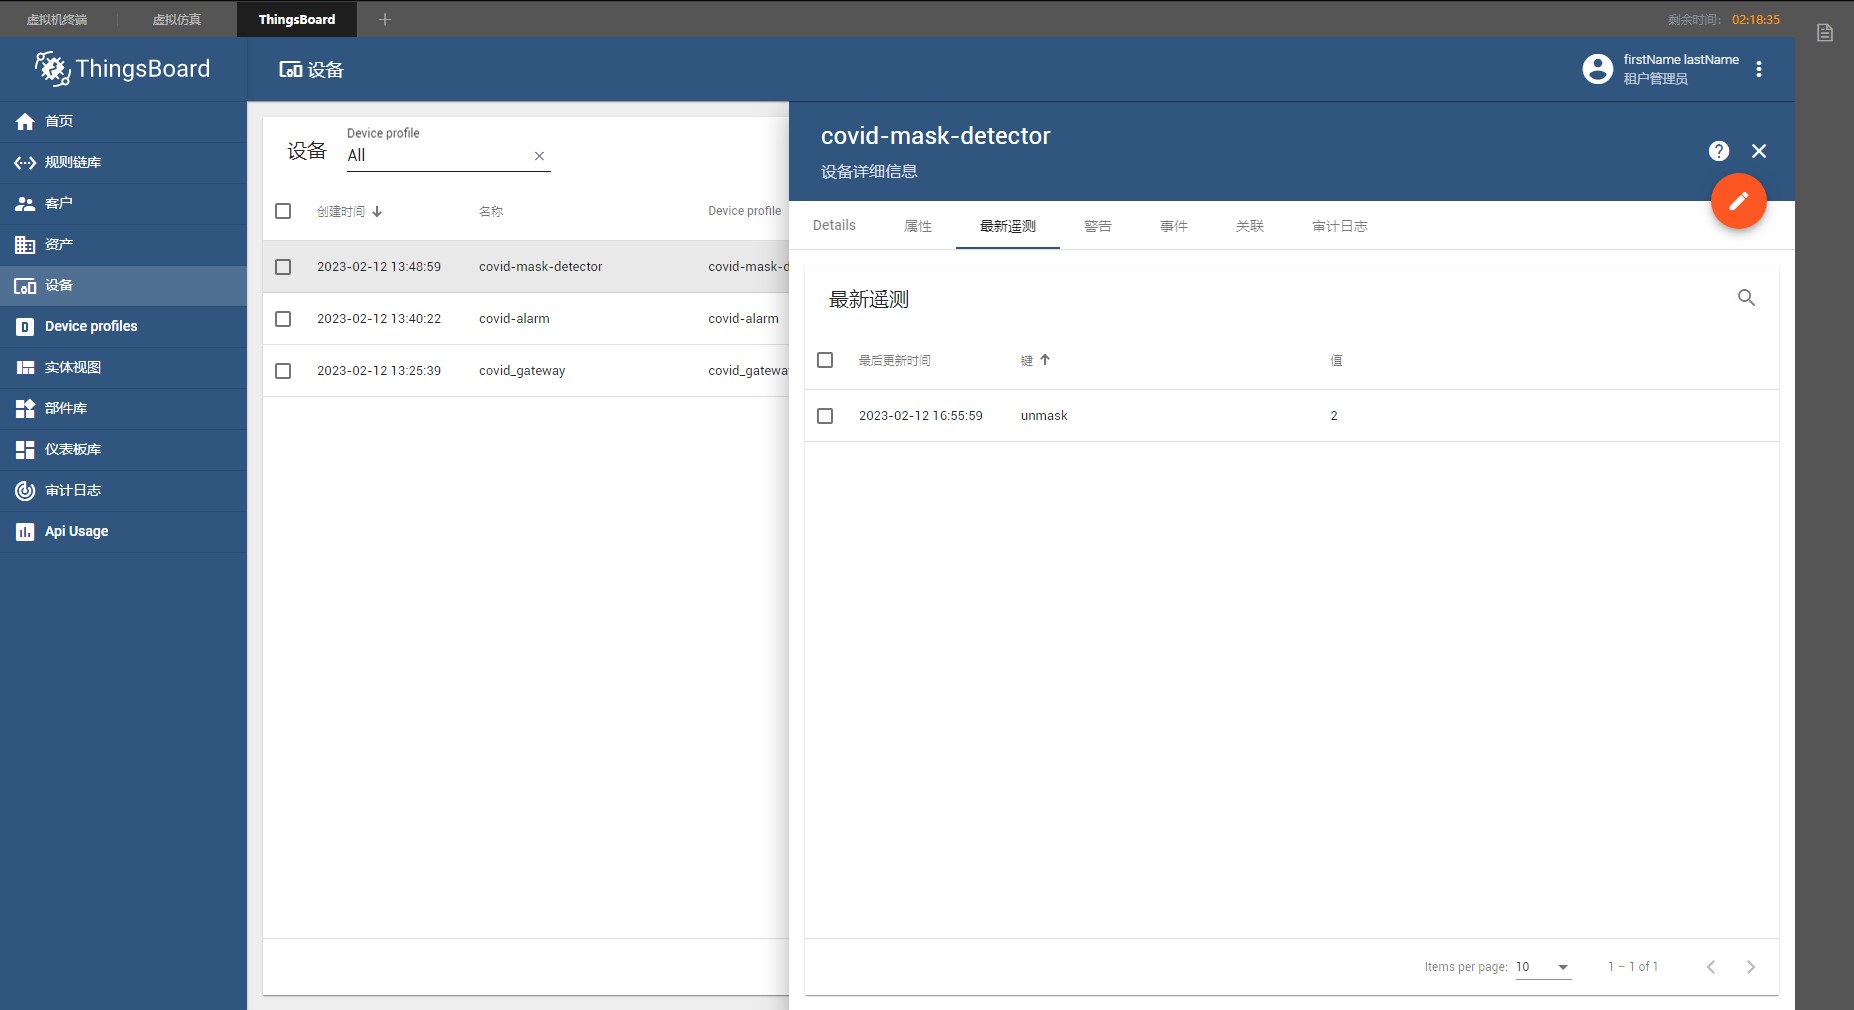 虚拟机终端 虚拟仿真 ThingsBoard 剩余时间: 02:18:35
ThingsBoard
设备
firstName lastName
租户管理员
首页
规则链库
客户
资产
设备
Device profiles
实体视图
部件库
仪表板库
审计日志
Api Usage
设备
Device profile
All
创建时间 名称 Device profile
2023-02-12 13:48:59 covid-mask-detector covid-mask-d
2023-02-12 13:40:22 covid-alarm covid-alarm
2023-02-12 13:25:39 covid_gateway covid_gateway
covid-mask-detector
设备详细信息
Details 属性 最新遥测 警告 事件 关联 审计日志
最新遥测
最后更新时间 键 值
2023-02-12 16:55:59 unmask 2
Items per page: 10 1 – 1 of 1